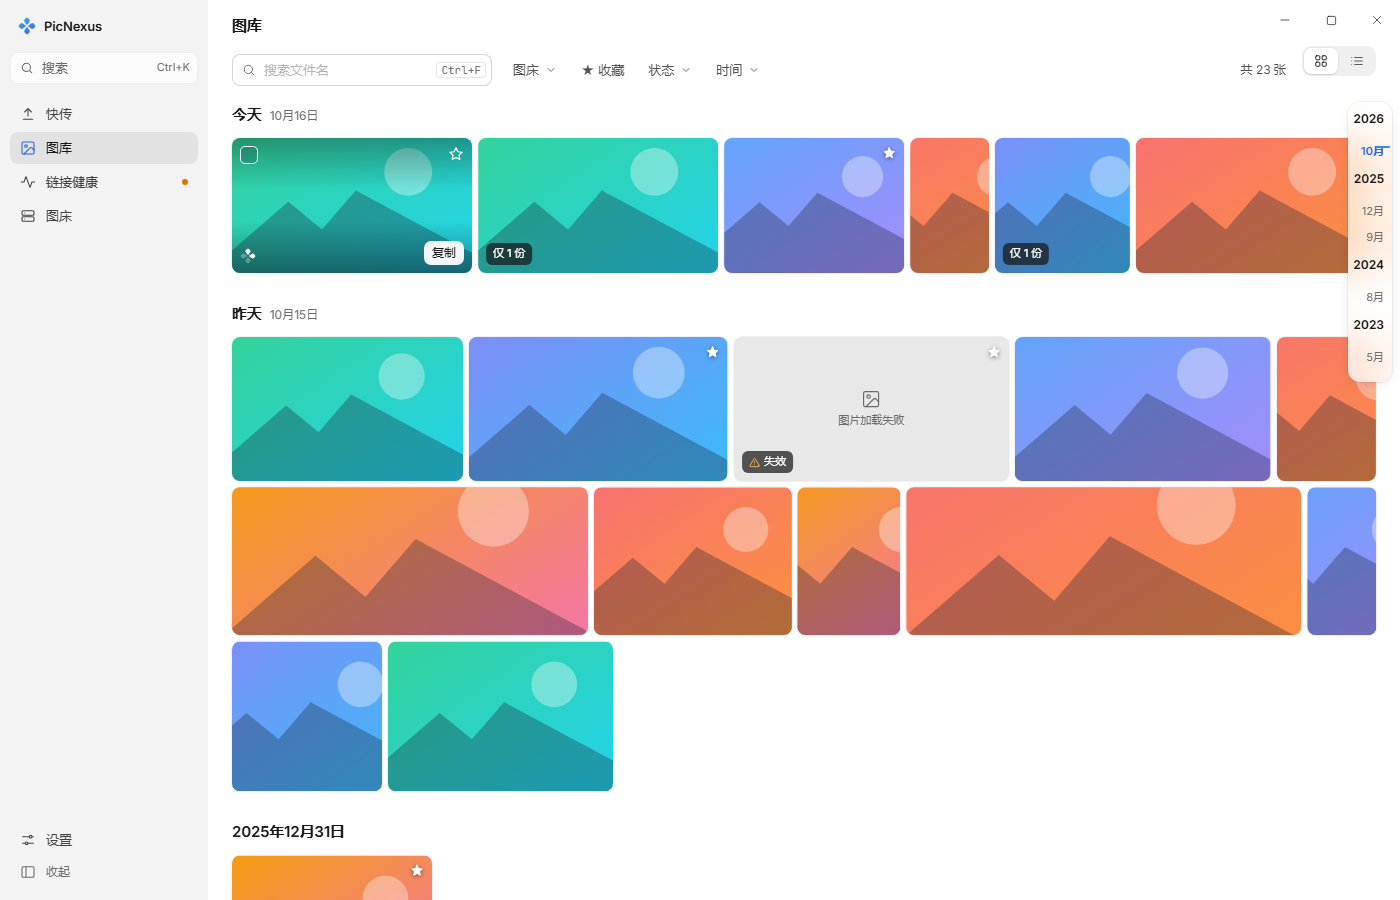 PicNexus
搜索 Ctrl+K
快传
图库
链接健康
图床
设置
收起
图库
搜索文件名 Ctrl+F 图床 ★ 收藏 状态 时间 共 23 张
今天 10月16日
复制
仅 1 份
仅 1 份
昨天 10月15日
图片加载失败
失效
2025年12月31日
2026
10月
2025
12月
9月
2024
8月
2023
5月